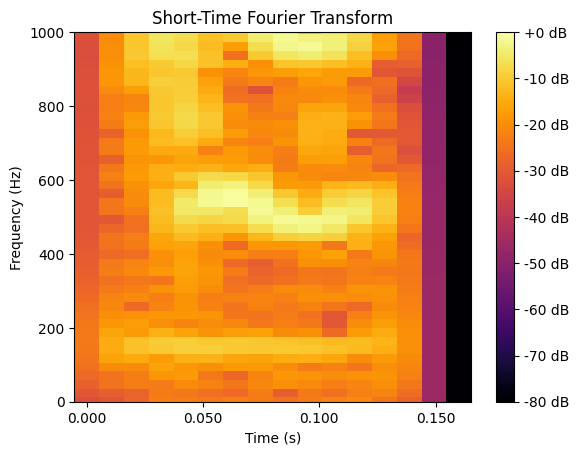 Short-Time Fourier Transform
1000
800
600
400
200
0
Frequency (Hz)
0.000
0.050
0.100
0.150
Time (s)
+0 dB
-10 dB
-20 dB
-30 dB
-40 dB
-50 dB
-60 dB
-70 dB
-80 dB